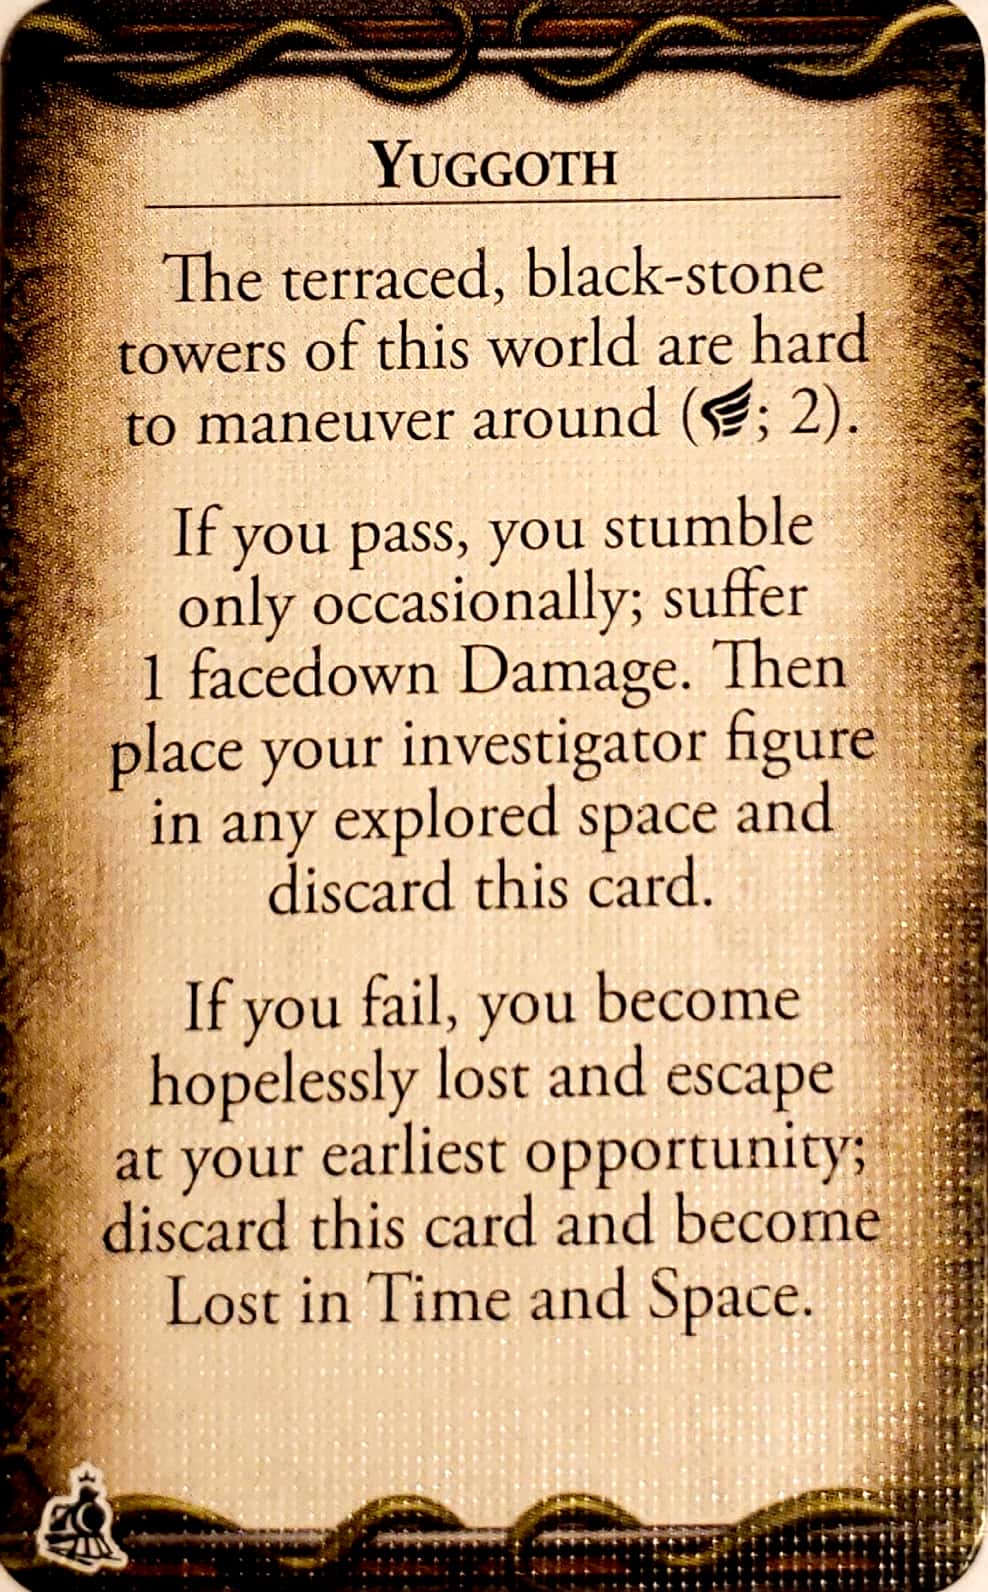 YUGGOTH
The terraced, black-stone
towers of this world are hard
to maneuver around ( ; 2).
If you pass, you stumble
only occasionally; suffer
1 facedown Damage. Then
place your investigator figure
in any explored space and
discard this card.
If you fail, you become
hopelessly lost and escape
at your earliest opportunity;
discard this card and become
Lost in Time and Space.